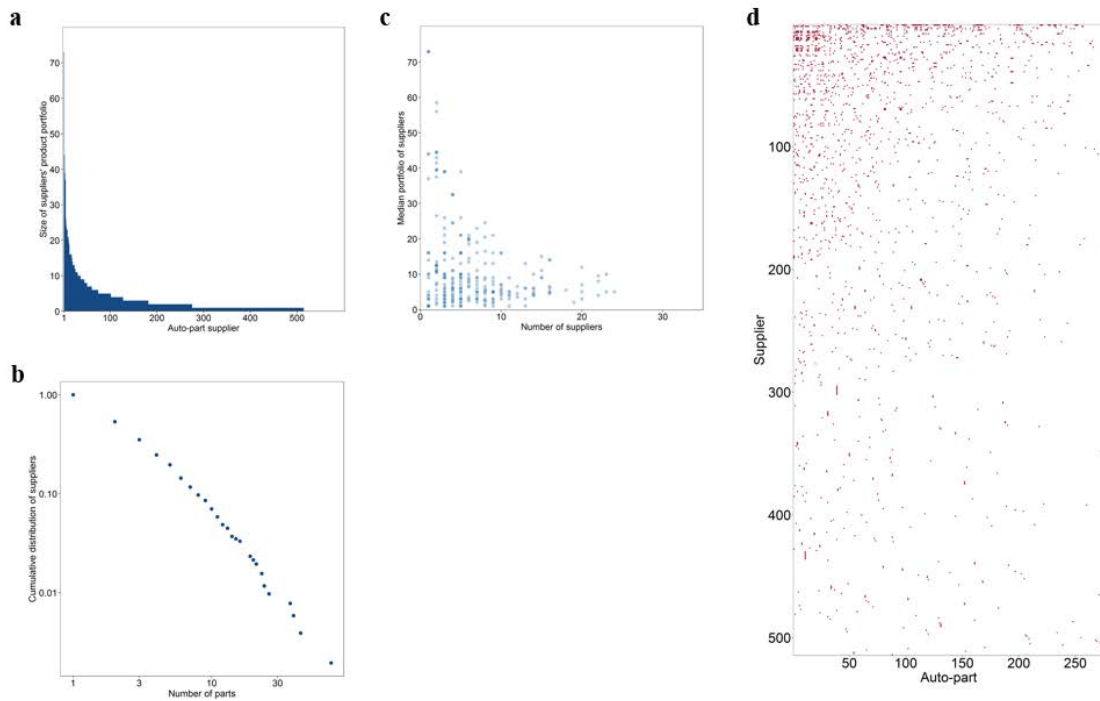 a
Size of suppliers' product portfolio
70
60
50
40
30
20
10
0
1 100 200 300 400 500
Auto-part supplier
b
Cumulative distribution of suppliers
1.00
0.10
0.01
1 3 10 30
Number of parts
c
Median portfolio of suppliers
80
70
60
50
40
30
20
10
0
0 10 20 30
Number of suppliers
d
Supplier
100
200
300
400
500
50 100 150 200 250
Auto-part